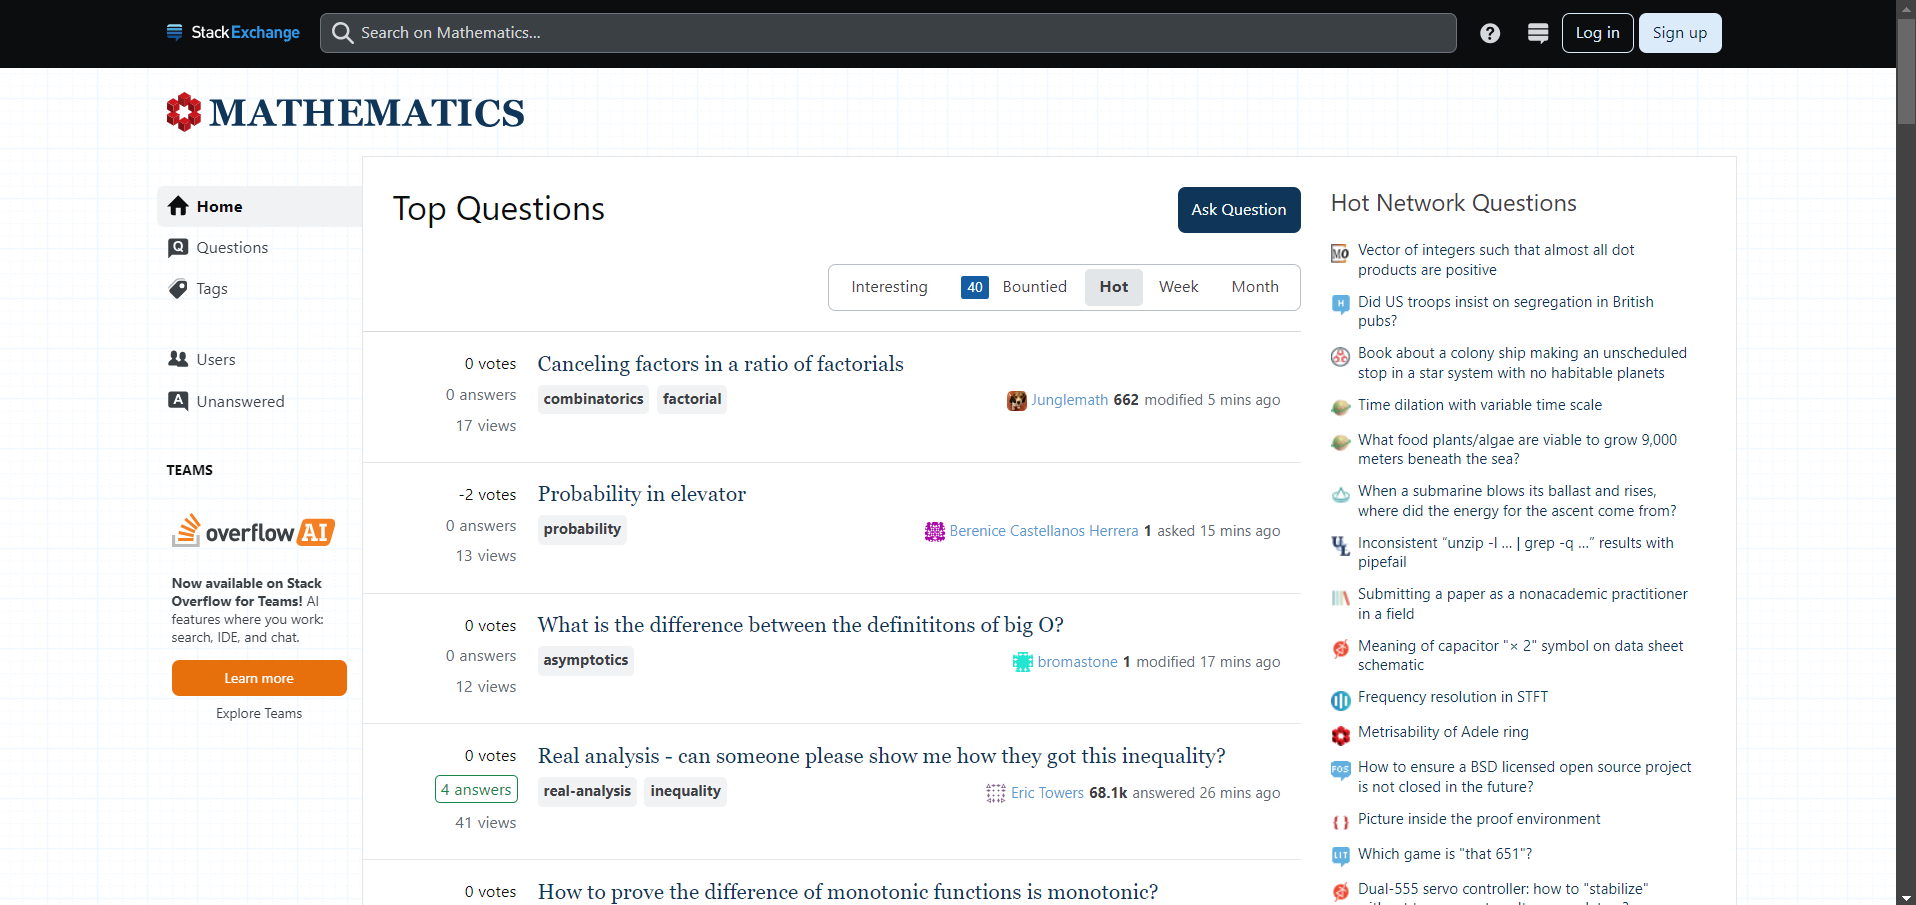 StackExchange
Search on Mathematics...
?
Log in
Sign up
MATHEMATICS
Home
Q Questions
Tags
Users
A Unanswered
TEAMS
overflow AI
Now available on Stack
Overflow for Teams! AI
features where you work:
search, IDE, and chat.
Learn more
Explore Teams
Top Questions
Ask Question
Interesting
40 Bountied
Hot
Week
Month
0 votes
0 answers
17 views
Canceling factors in a ratio of factorials
combinatorics factorial
Junglemath 662 modified 5 mins ago
-2 votes
0 answers
13 views
Probability in elevator
probability
Berenice Castellanos Herrera 1 asked 15 mins ago
0 votes
0 answers
12 views
What is the difference between the definititons of big O?
asymptotics
bromastone 1 modified 17 mins ago
0 votes
4 answers
41 views
Real analysis - can someone please show me how they got this inequality?
real-analysis inequality
Eric Towers 68.1k answered 26 mins ago
0 votes
How to prove the difference of monotonic functions is monotonic?
Hot Network Questions
MO Vector of integers such that almost all dot
products are positive
H Did US troops insist on segregation in British
pubs?
Book about a colony ship making an unscheduled
stop in a star system with no habitable planets
Time dilation with variable time scale
What food plants/algae are viable to grow 9,000
meters beneath the sea?
When a submarine blows its ballast and rises,
where did the energy for the ascent come from?
UL Inconsistent “unzip -l ... | grep -q ...” results with
pipefail
Submitting a paper as a nonacademic practitioner
in a field
Meaning of capacitor "× 2" symbol on data sheet
schematic
Frequency resolution in STFT
Metrisability of Adele ring
FOS How to ensure a BSD licensed open source project
is not closed in the future?
{} Picture inside the proof environment
LIT Which game is "that 651"?
Dual-555 servo controller: how to "stabilize"